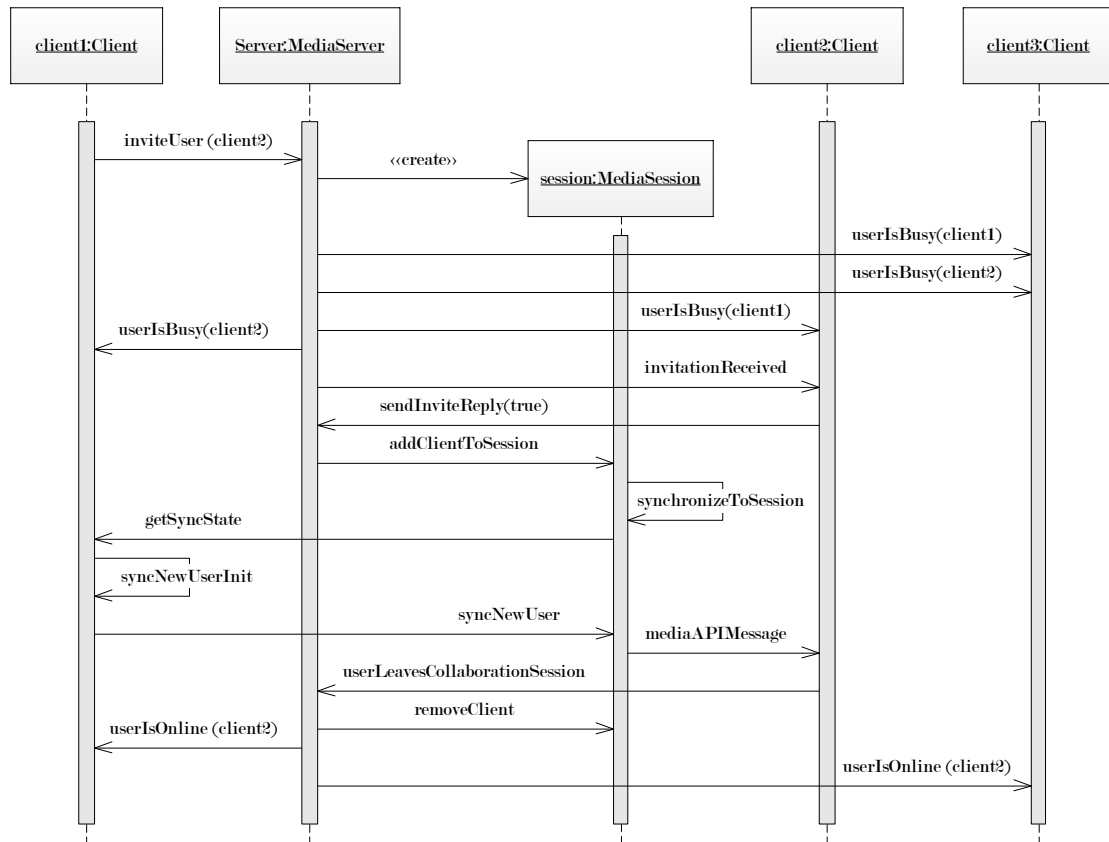 client1:Client
Server:MediaServer
client2:Client
client3:Client
inviteUser (client2)
‹‹create››
session:MediaSession
userIsBusy(client1)
userIsBusy(client2)
userIsBusy(client1)
userIsBusy(client2)
invitationReceived
sendInviteReply(true)
addClientToSession
synchronizeToSession
getSyncState
syncNewUserInit
syncNewUser
mediaAPIMessage
userLeavesCollaborationSession
removeClient
userIsOnline (client2)
userIsOnline (client2)